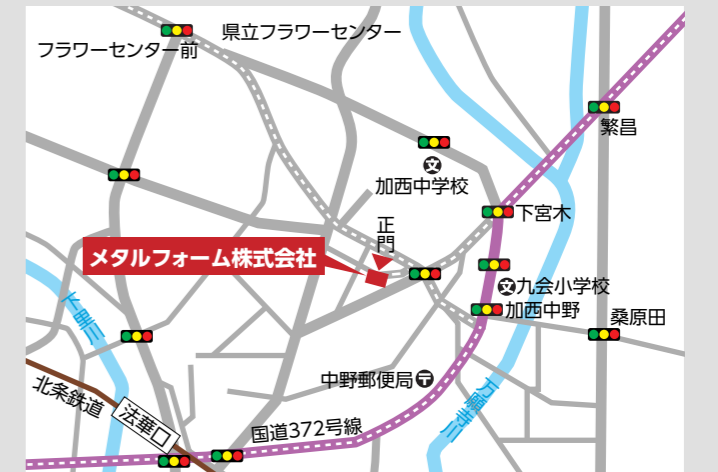 県立フラワーセンター
フラワーセンター前
繁昌
文
加西中学校
下宮木
正門
メタルフォーム株式会社
文九会小学校
加西中野
桑原田
下里川
中野郵便局〒
万願寺川
北条鉄道
法華口
国道372号線